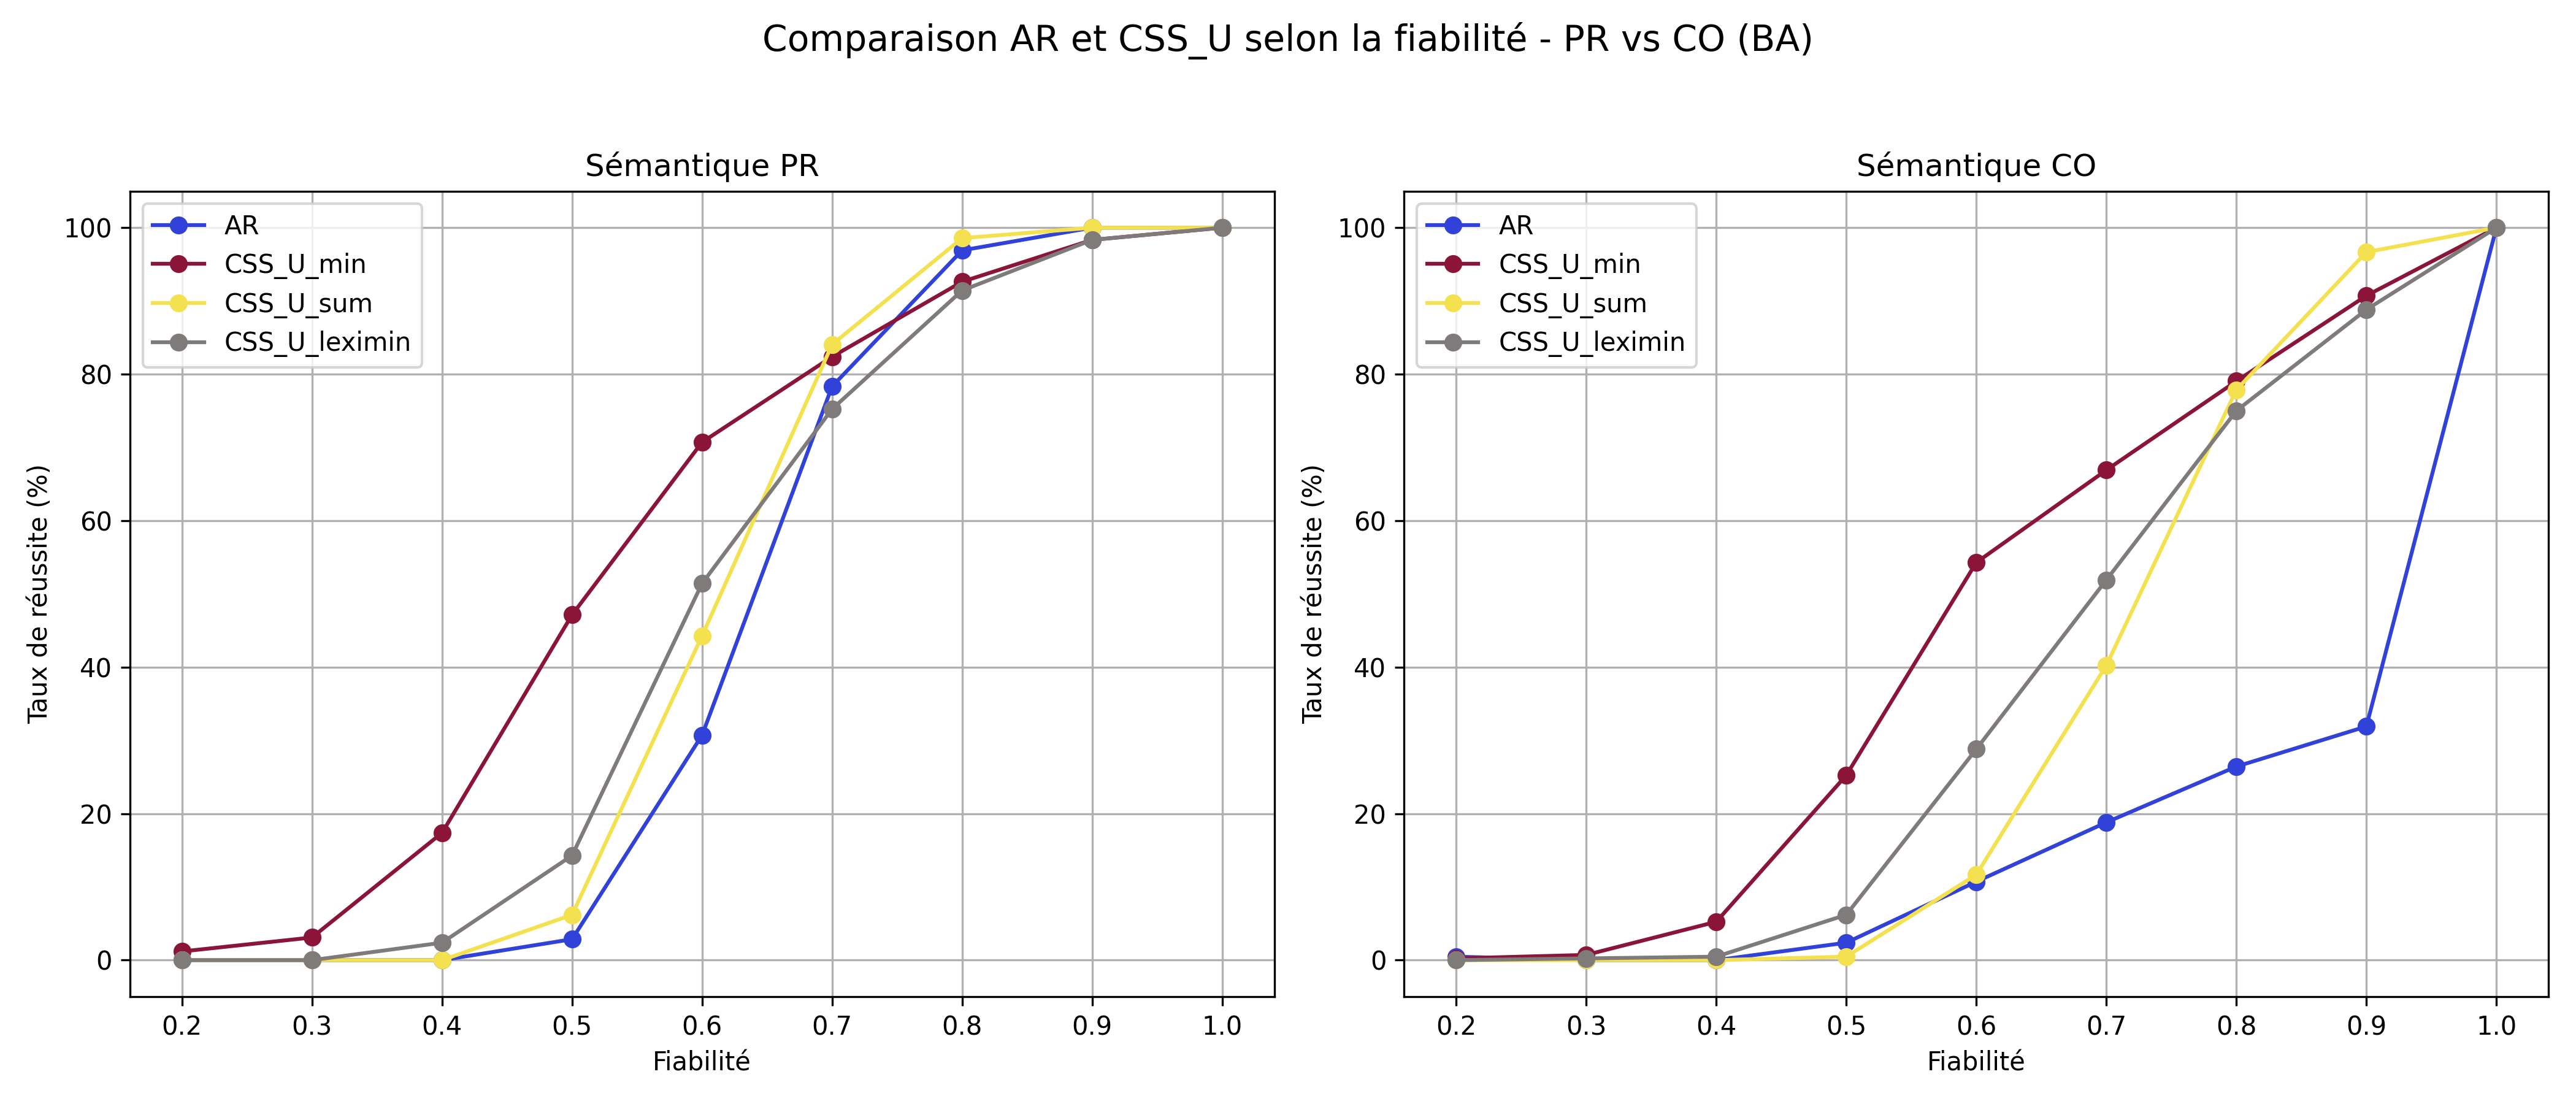 Comparaison AR et CSS_U selon la fiabilité - PR vs CO (BA)
Sémantique PR
AR
CSS_U_min
CSS_U_sum
CSS_U_leximin
100
80
60
40
20
0
Taux de réussite (%)
0.2 0.3 0.4 0.5 0.6 0.7 0.8 0.9 1.0
Fiabilité
Sémantique CO
AR
CSS_U_min
CSS_U_sum
CSS_U_leximin
100
80
60
40
20
0
Taux de réussite (%)
0.2 0.3 0.4 0.5 0.6 0.7 0.8 0.9 1.0
Fiabilité